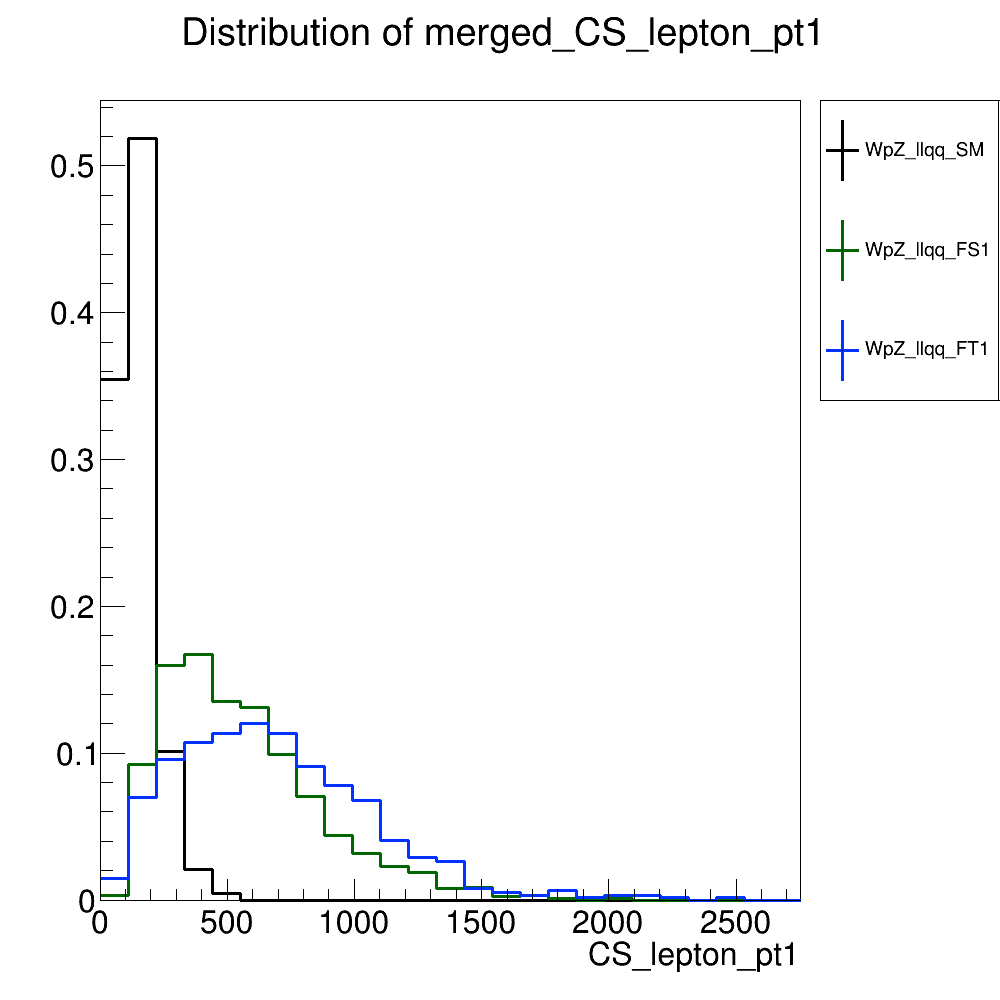 Distribution of merged_CS_lepton_pt1
WpZ_llqq_SM
WpZ_llqq_FS1
WpZ_llqq_FT1
0.5
0.4
0.3
0.2
0.1
0
0 500 1000 1500 2000 2500
CS_lepton_pt1